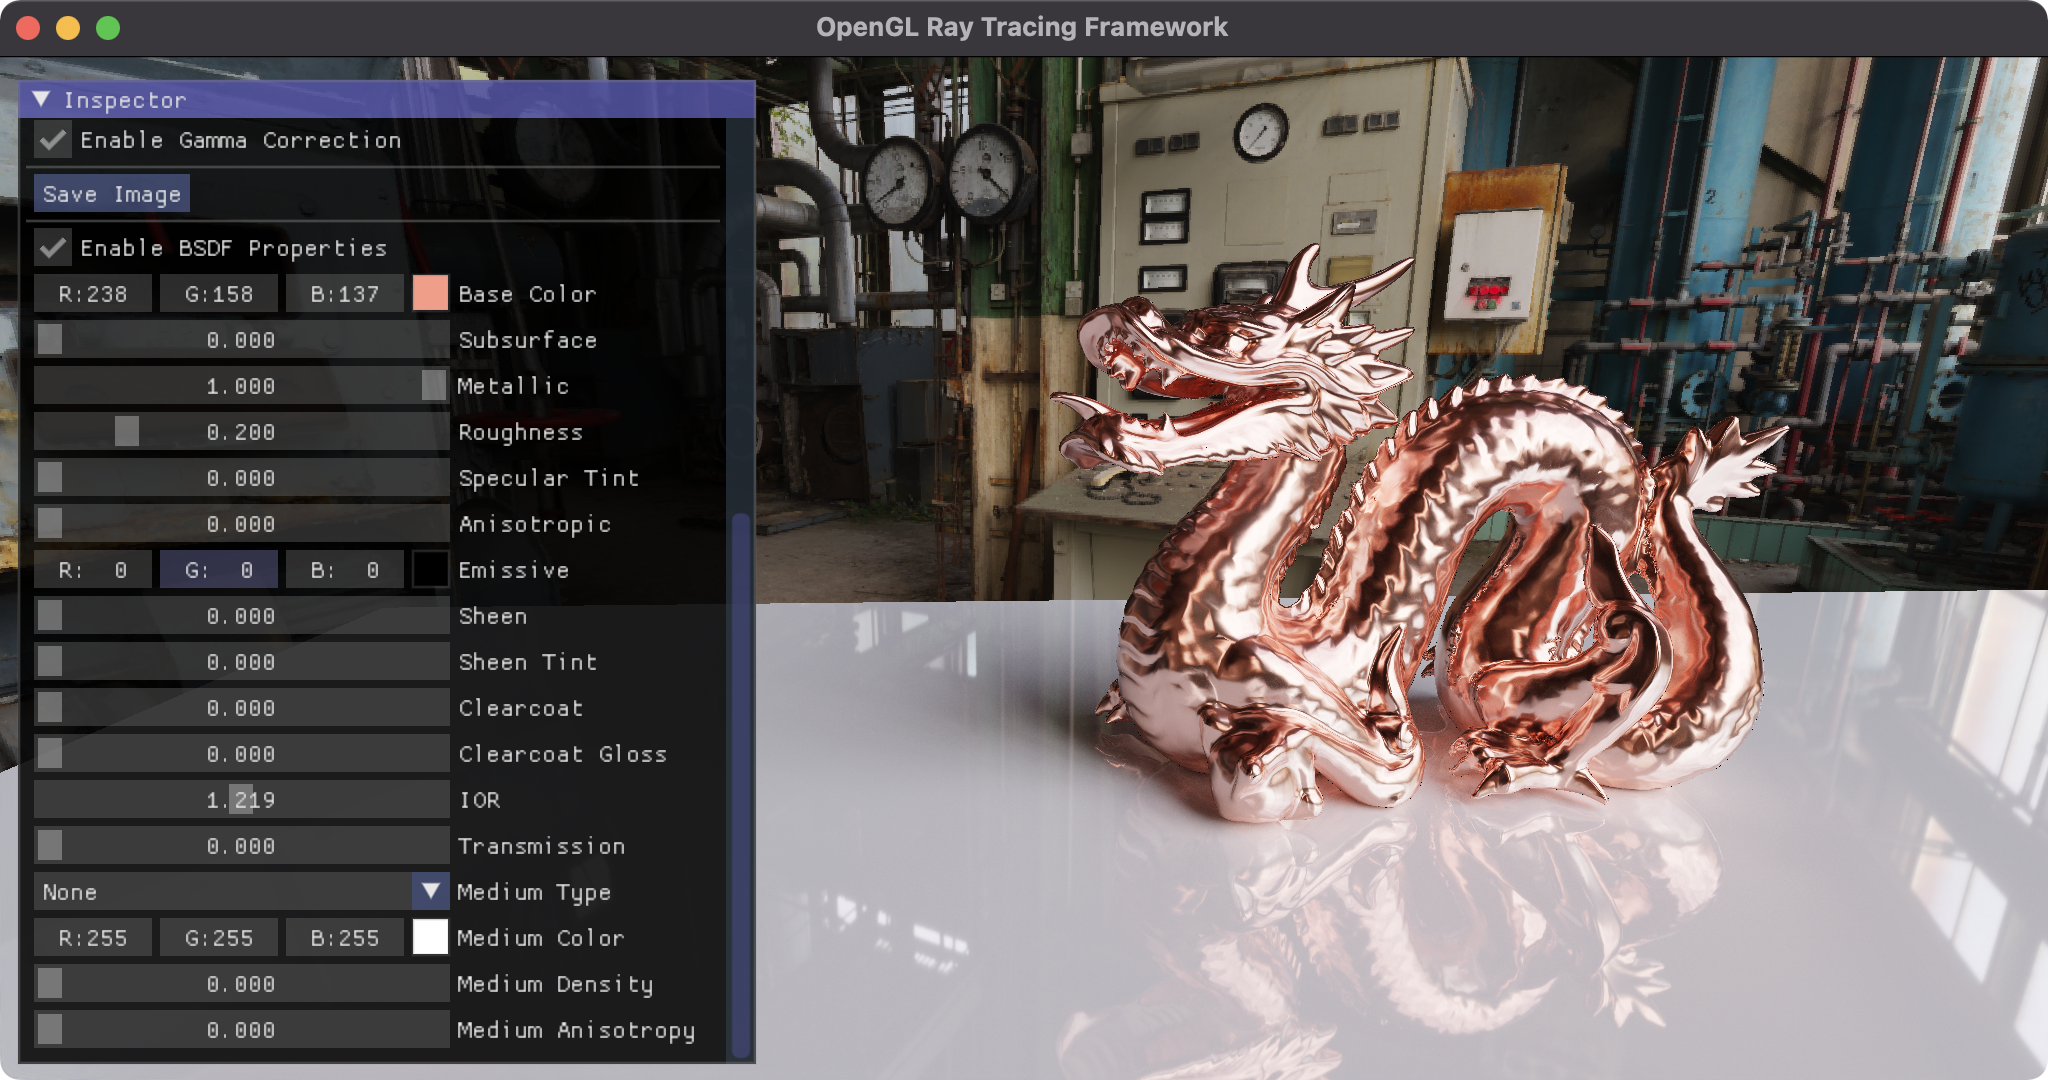 OpenGL Ray Tracing Framework
Inspector
Enable Gamma Correction
Save Image
Enable BSDF Properties
R:238 G:158 B:137 Base Color
0.000 Subsurface
1.000 Metallic
0.200 Roughness
0.000 Specular Tint
0.000 Anisotropic
R: 0 G: 0 B: 0 Emissive
0.000 Sheen
0.000 Sheen Tint
0.000 Clearcoat
0.000 Clearcoat Gloss
1.219 IOR
0.000 Transmission
None Medium Type
R:255 G:255 B:255 Medium Color
0.000 Medium Density
0.000 Medium Anisotropy